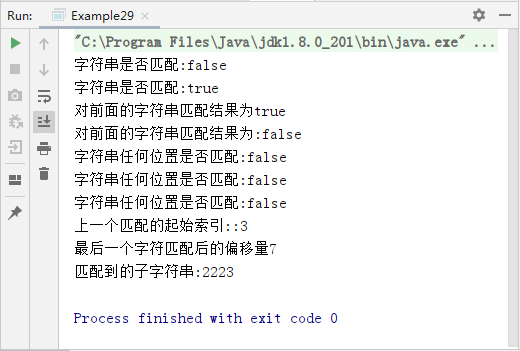 Run: Example29
"C:\Program Files\Java\jdk1.8.0_201\bin\java.exe" ...
字符串是否匹配:false
字符串是否匹配:true
对前面的字符串匹配结果为true
对前面的字符串匹配结果为:false
字符串任何位置是否匹配:false
字符串任何位置是否匹配:false
字符串任何位置是否匹配:false
上一个匹配的起始索引::3
最后一个字符匹配后的偏移量7
匹配到的子字符串:2223
Process finished with exit code 0